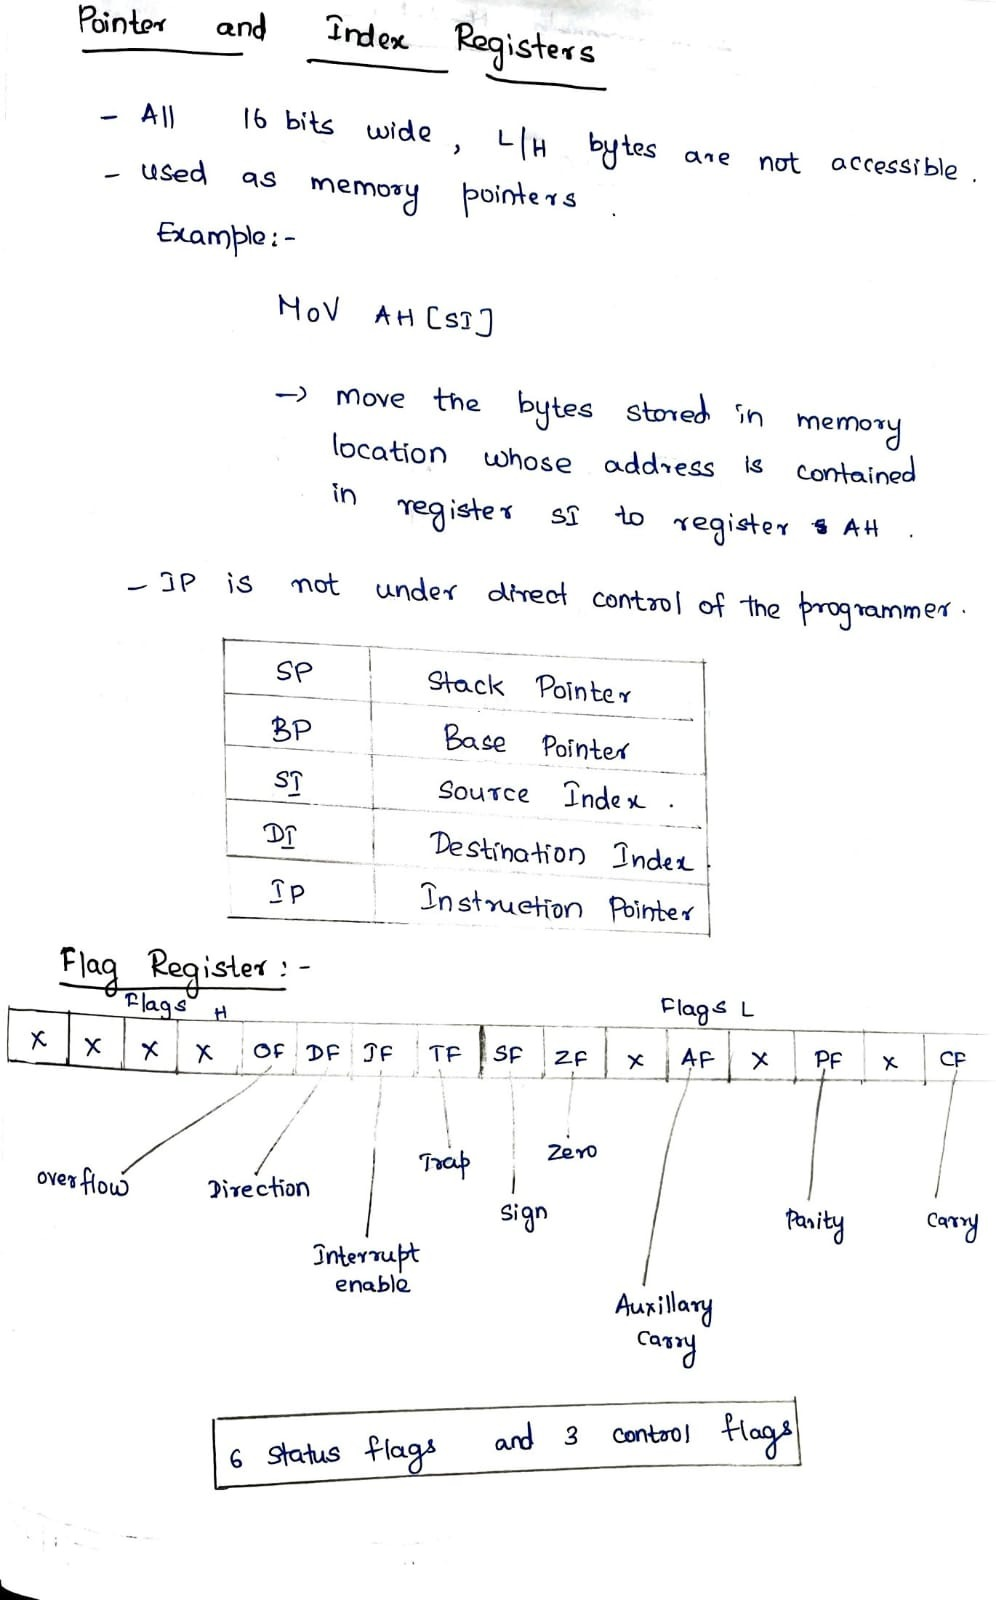 Pointer and Index Registers
- All 16 bits wide, L/H bytes are not accessible.
- used as memory pointers.
Example:-
MOV AH [SI]
→ move the bytes stored in memory
location whose address is contained
in register SI to register AH.
- IP is not under direct control of the programmer.
SP Stack Pointer
BP Base Pointer
SI Source Index.
DI Destination Index
IP Instruction Pointer
Flag Register:-
Flags H Flags L
X X X X OF DF IF TF SF ZF X AF X PF X CF
overflow Direction Trap Zero
Sign Parity Carry
Interrupt
enable
Auxillary
Carry
6 Status flags and 3 control flags